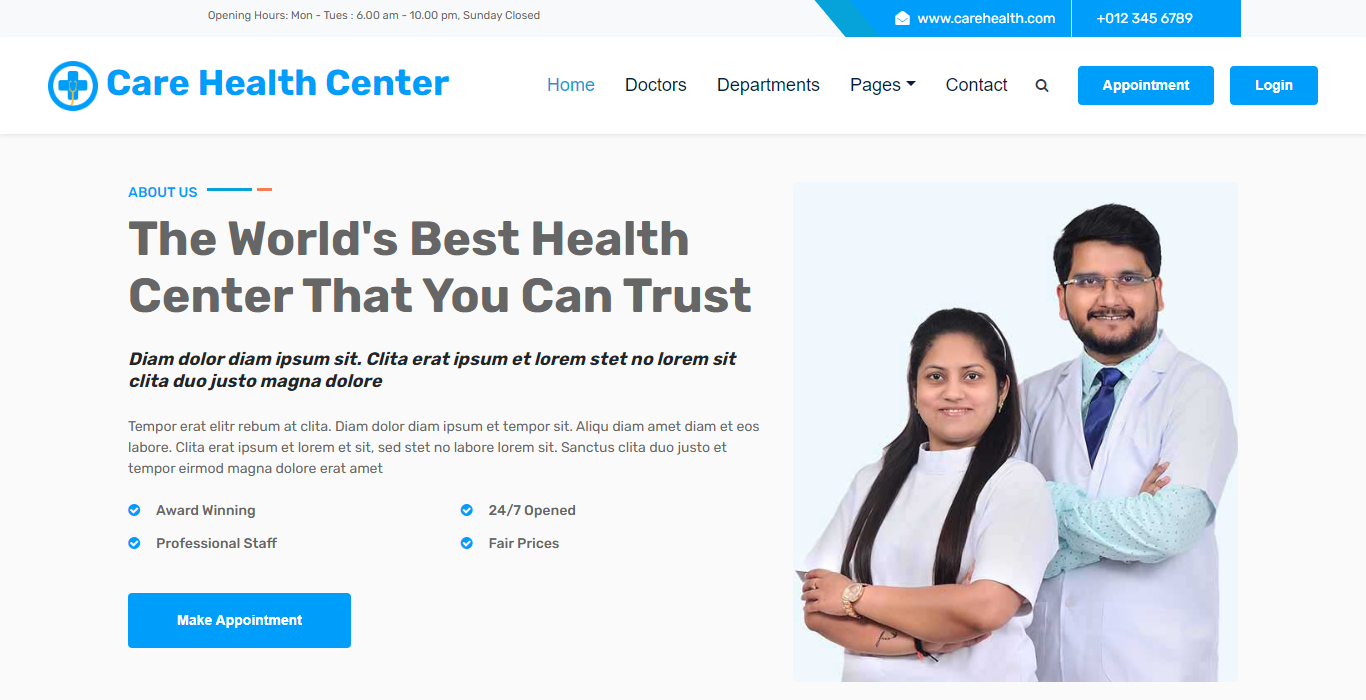 Opening Hours: Mon - Tues : 6.00 am - 10.00 pm, Sunday Closed
www.carehealth.com
+012 345 6789
Care Health Center
Home
Doctors
Departments
Pages
Contact
Appointment
Login
ABOUT US
The World's Best Health
Center That You Can Trust
Diam dolor diam ipsum sit. Clita erat ipsum et lorem stet no lorem sit
clita duo justo magna dolore
Tempor erat elitr rebum at clita. Diam dolor diam ipsum et tempor sit. Aliqu diam amet diam et eos
labore. Clita erat ipsum et lorem et sit, sed stet no labore lorem sit. Sanctus clita duo justo et
tempor eirmod magna dolore erat amet
Award Winning
24/7 Opened
Professional Staff
Fair Prices
Make Appointment